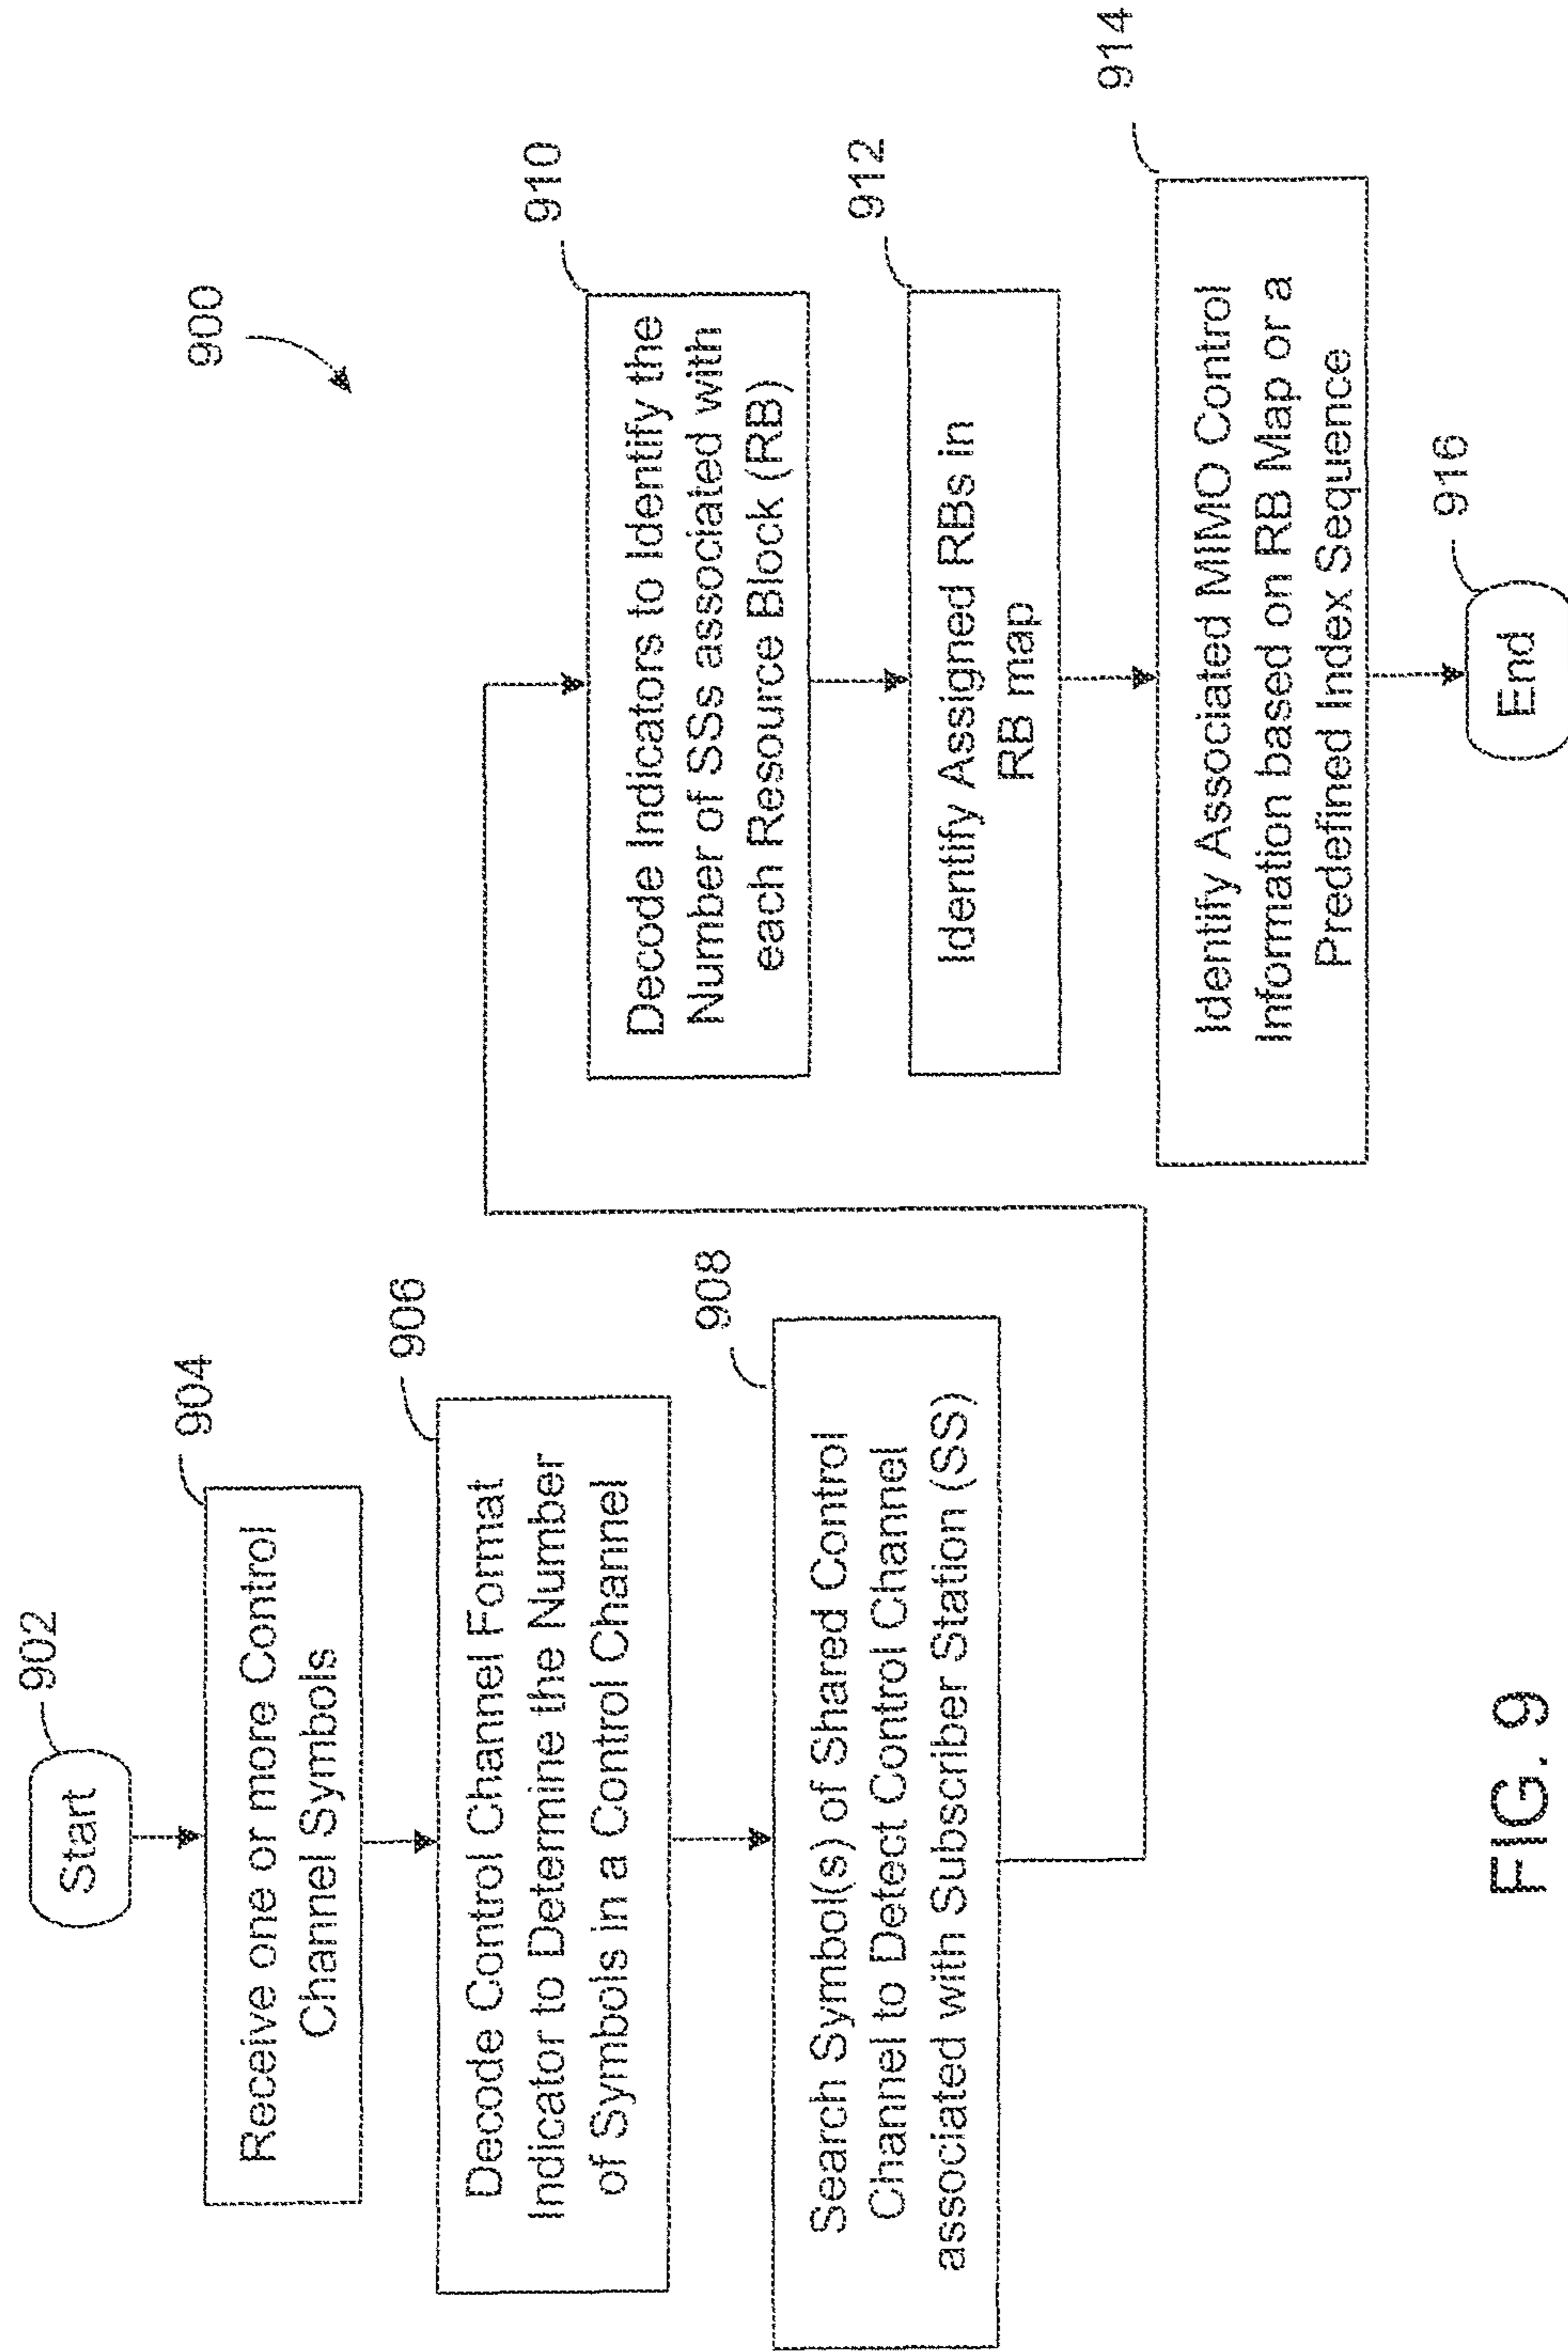 900
902
Start
904
Receive one or more Control
Channel Symbols
906
Decode Control Channel Format
Indicator to Determine the Number
of Symbols in a Control Channel
908
Search Symbol(s) of Shared Control
Channel to Detect Control Channel
associated with Subscriber Station (SS)
910
Decode Indicators to Identify the
Number of SSs associated with
each Resource Block (RB)
912
Identify Assigned RBs in
RB map
914
Identify Associated MIMO Control
Information based on RB Map or a
Predefined Index Sequence
916
End
FIG. 9